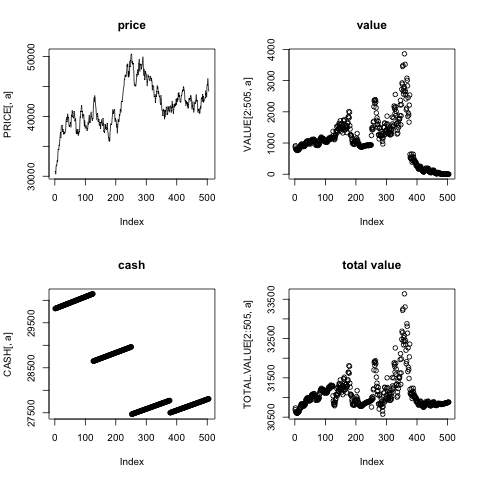 price
PRICE[, a]
30000 40000 50000
0 100 200 300 400 500
Index
value
VALUE[2:505, a]
0 1000 2000 3000 4000
0 100 200 300 400 500
Index
cash
CASH[, a]
27500 28500 29500
0 100 200 300 400 500
Index
total value
TOTAL.VALUE[2:505, a]
30500 31500 32500 33500
0 100 200 300 400 500
Index